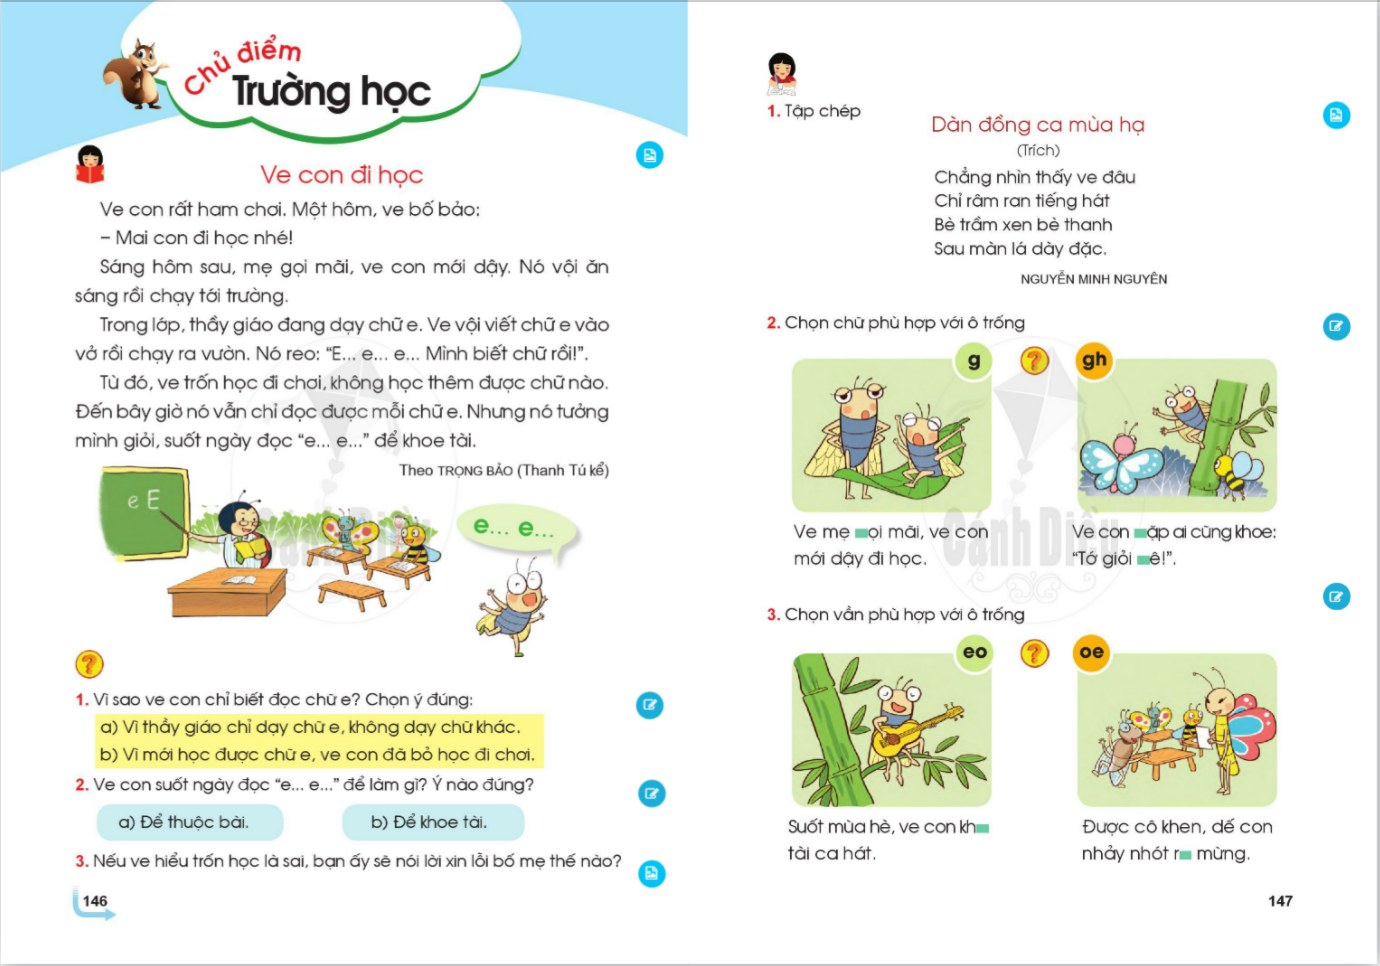 Chủ điểm
Trường học
Ve con đi học
Ve con rất ham chơi. Một hôm, ve bố bảo:
– Mai con đi học nhé!
Sáng hôm sau, mẹ gọi mãi, ve con mới dậy. Nó vội ăn
sáng rồi chạy tới trường.
Trong lớp, thầy giáo đang dạy chữ e. Ve vội viết chữ e vào
vở rồi chạy ra vườn. Nó reo: “E... e... e... Mình biết chữ rồi!”.
Từ đó, ve trốn học đi chơi, không học thêm được chữ nào.
Đến bây giờ nó vẫn chỉ đọc được mỗi chữ e. Nhưng nó tưởng
mình giỏi, suốt ngày đọc “e... e...” để khoe tài.
Theo TRỌNG BẢO (Thanh Tú kể)
e E
e... e...
?
1. Vì sao ve con chỉ biết đọc chữ e? Chọn ý đúng:
a) Vì thầy giáo chỉ dạy chữ e, không dạy chữ khác.
b) Vì mới học được chữ e, ve con đã bỏ học đi chơi.
2. Ve con suốt ngày đọc “e... e...” để làm gì? Ý nào đúng?
a) Để thuộc bài.
b) Để khoe tài.
3. Nếu ve hiểu trốn học là sai, bạn ấy sẽ nói lời xin lỗi bố mẹ thế nào?
146
1. Tập chép
Dàn đồng ca mùa hạ
(Trích)
Chẳng nhìn thấy ve đâu
Chỉ râm ran tiếng hát
Bè trầm xen bè thanh
Sau màn lá dày đặc.
NGUYỄN MINH NGUYÊN
2. Chọn chữ phù hợp với ô trống
g
?
gh
Ve mẹ ọi mãi, ve con
mới dậy đi học.
Ve con ặp ai cũng khoe:
“Tớ giỏi ê!”.
Cánh Diều
Cánh Diều
3. Chọn vần phù hợp với ô trống
eo
?
oe
Suốt mùa hè, ve con kh
tài ca hát.
Được cô khen, dế con
nhảy nhót r mừng.
147